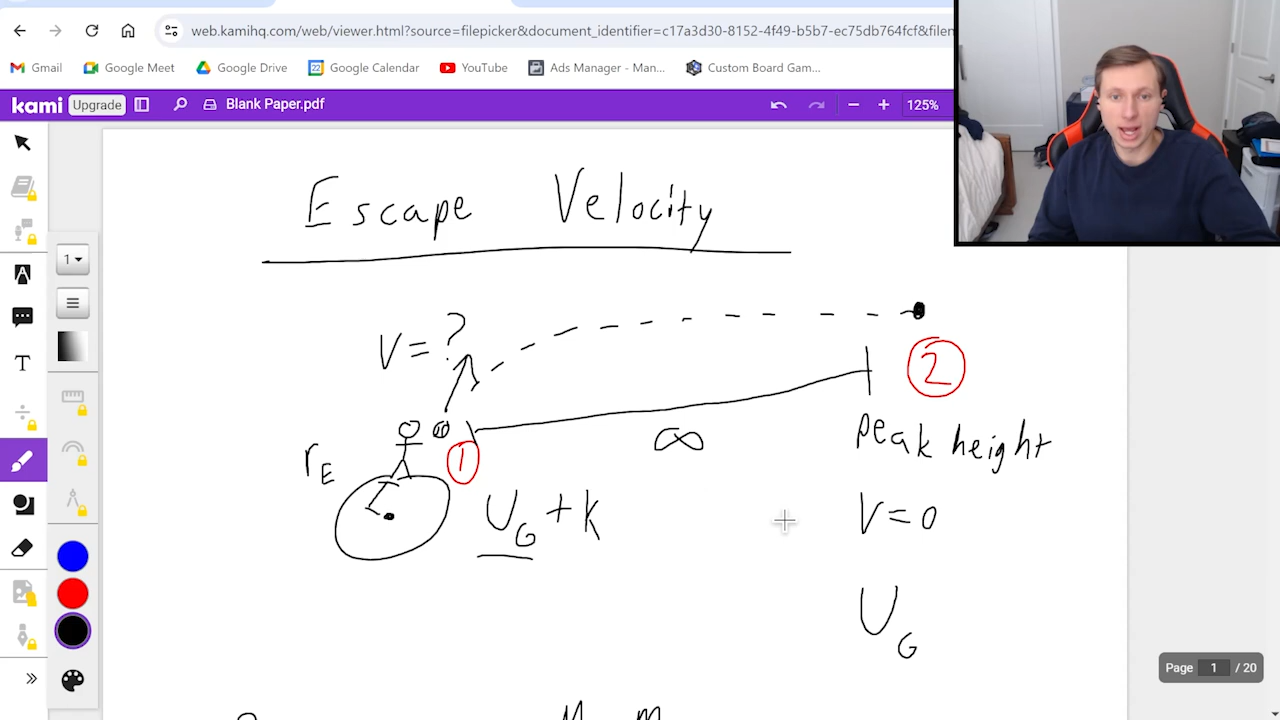 web.kamihq.com/web/viewer.html?source=filepicker&document_identifier=c17a3d30-8152-4f49-b5b7-ec75db764fcf&filen
Gmail Google Meet Google Drive 22 Google Calendar YouTube Ads Manager - Man... Custom Board Gam...
kami Upgrade Blank Paper.pdf 125%
Escape Velocity
1
V = ?
2
∞
peak height
r_E
1
U_G + k
V = 0
U_G
Page 1 / 20
M m